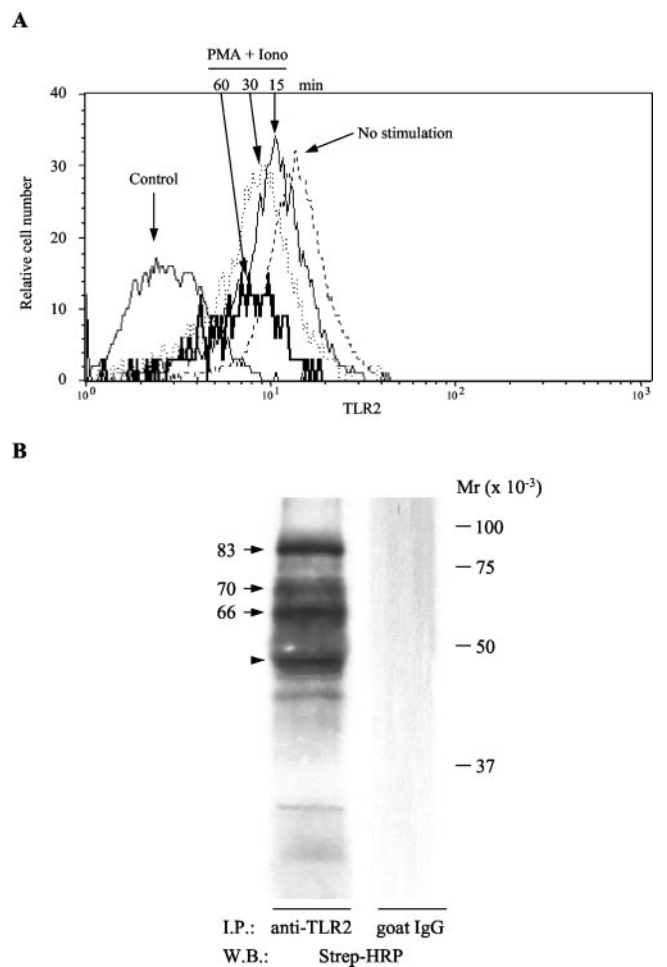 A
PMA + Iono
60 30 15 min
40
30
20
10
0
Relative cell number
Control
No stimulation
10^0 10^1 10^2 10^3
TLR2
B
Mr (x 10^-3)
83
70
66
100
75
50
37
I.P.: anti-TLR2 goat IgG
W.B.: Strep-HRP